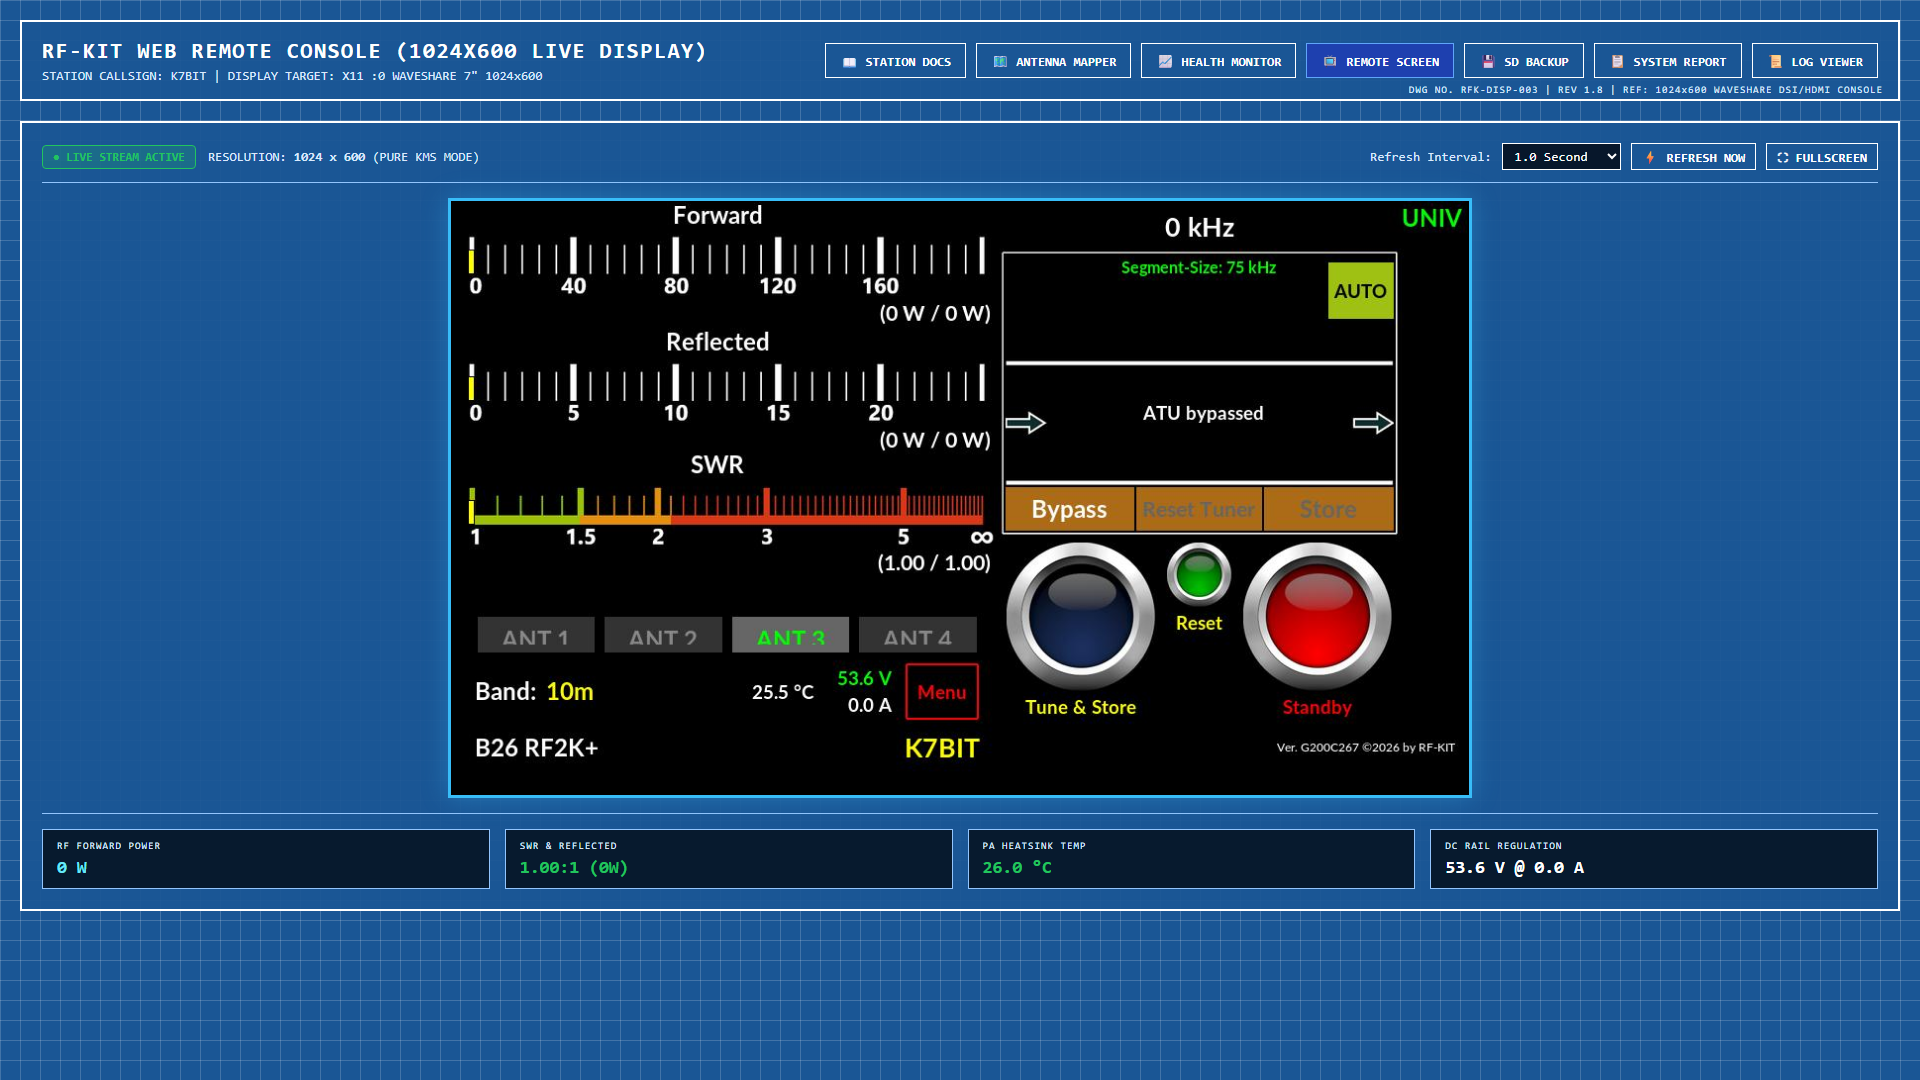 RF-KIT WEB REMOTE CONSOLE (1024X600 LIVE DISPLAY)
STATION CALLSIGN: K7BIT | DISPLAY TARGET: X11 :0 WAVESHARE 7" 1024x600
STATION DOCS
ANTENNA MAPPER
HEALTH MONITOR
REMOTE SCREEN
SD BACKUP
SYSTEM REPORT
LOG VIEWER
DWG NO. RFK-DISP-003 | REV 1.8 | REF: 1024x600 WAVESHARE DSI/HDMI CONSOLE
● LIVE STREAM ACTIVE
RESOLUTION: 1024 x 600 (PURE KMS MODE)
Refresh Interval:
1.0 Second
REFRESH NOW
FULLSCREEN
Forward
0 40 80 120 160
(0 W / 0 W)
Reflected
0 5 10 15 20
(0 W / 0 W)
SWR
1 1.5 2 3 5 ∞
(1.00 / 1.00)
ANT 1
ANT 2
ANT 3
ANT 4
Band: 10m
25.5 °C
53.6 V
0.0 A
Menu
B26 RF2K+
K7BIT
0 kHz
UNIV
Segment-Size: 75 kHz
AUTO
ATU bypassed
Bypass
Reset Tuner
Store
Tune & Store
Reset
Standby
Ver. G200C267 ©2026 by RF-KIT
RF FORWARD POWER
0 W
SWR & REFLECTED
1.00:1 (0W)
PA HEATSINK TEMP
26.0 °C
DC RAIL REGULATION
53.6 V @ 0.0 A